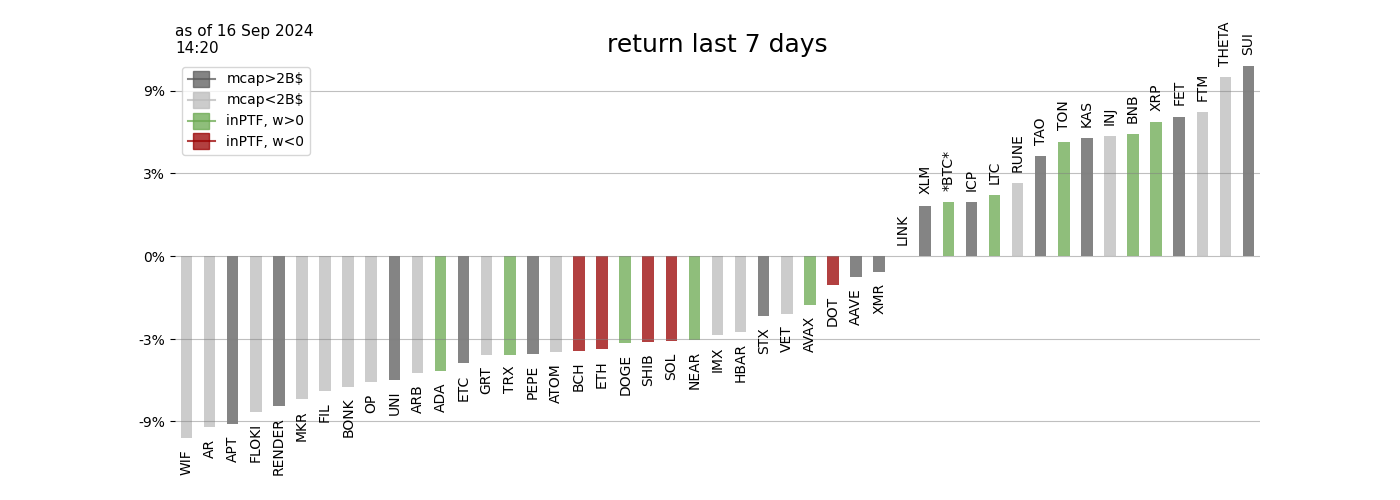 as of 16 Sep 2024
14:20
return last 7 days
mcap>2B$
mcap<2B$
inPTF, w>0
inPTF, w<0
9%
3%
0%
-3%
-9%
WIF
AR
APT
FLOKI
RENDER
MKR
FIL
BONK
OP
UNI
ARB
ADA
ETC
GRT
TRX
PEPE
ATOM
BCH
ETH
DOGE
SHIB
SOL
NEAR
IMX
HBAR
STX
VET
AVAX
DOT
AAVE
XMR
LINK
XLM
*BTC*
ICP
LTC
RUNE
TAO
TON
KAS
INJ
BNB
XRP
FET
FTM
THETA
SUI